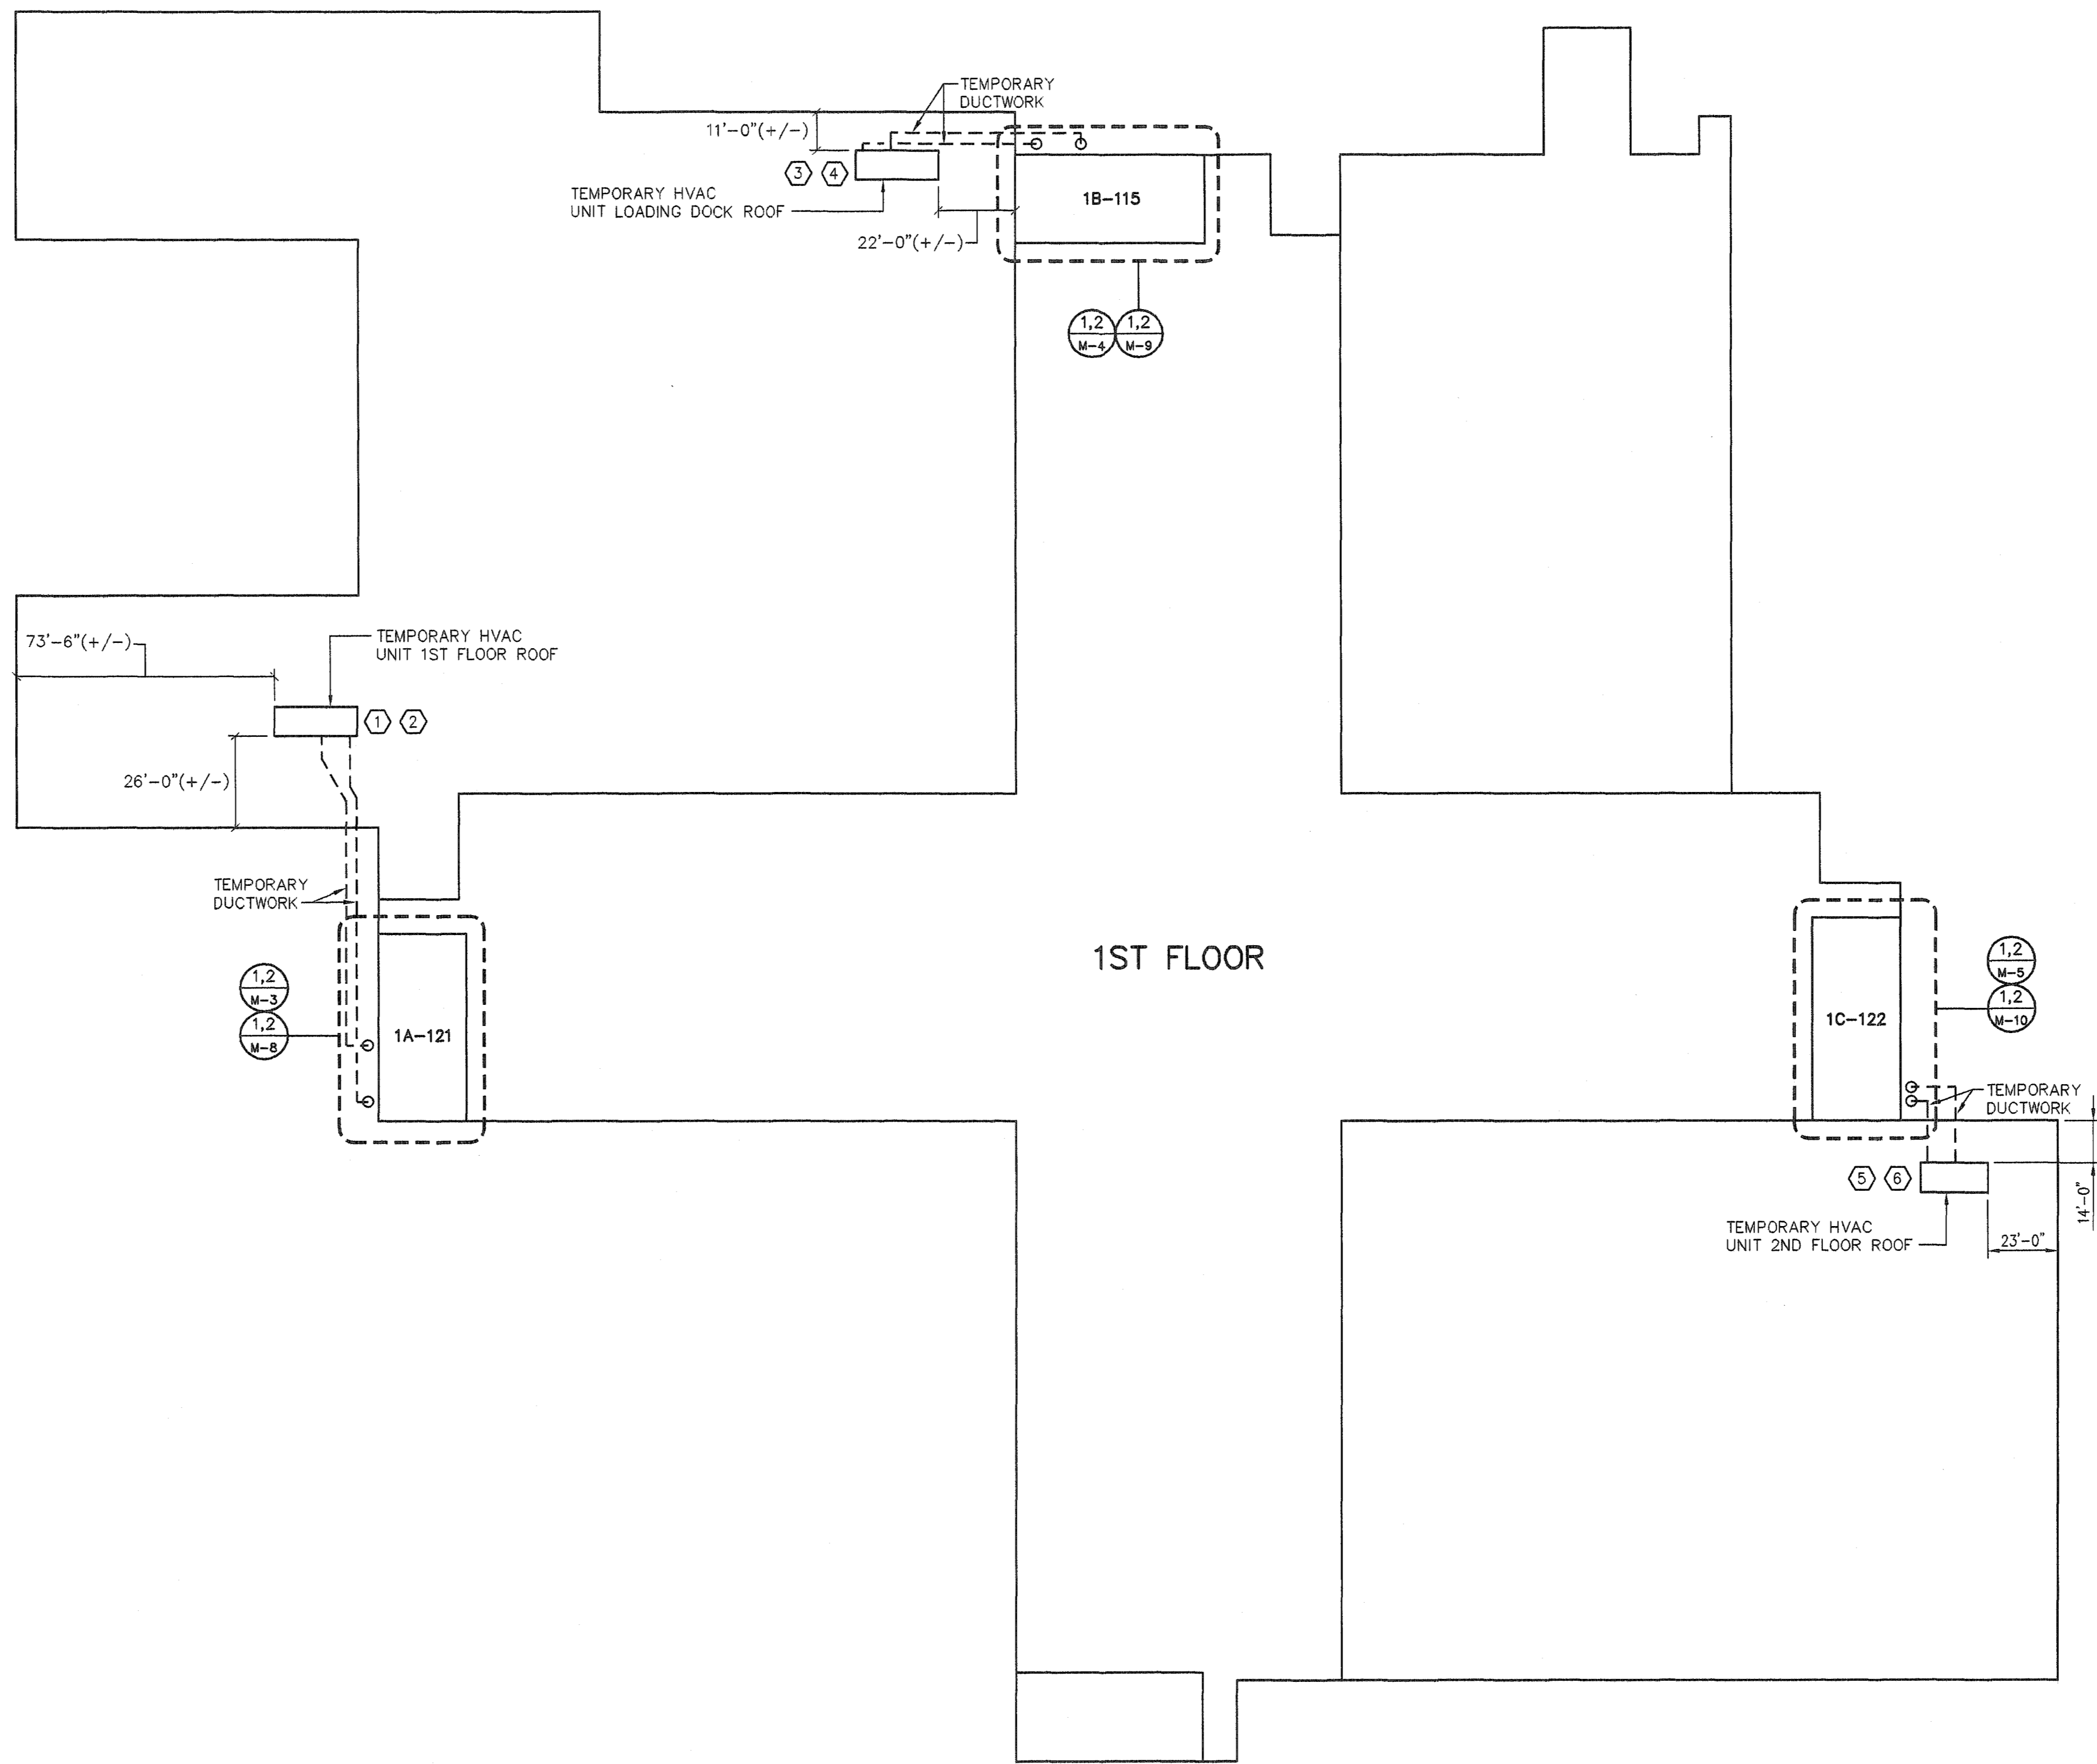 TEMPORARY
DUCTWORK
11'-0"(+/-)
3 4
TEMPORARY HVAC
UNIT LOADING DOCK ROOF
1B-115
22'-0"(+/-)
1,2 1,2
M-4 M-9
73'-6"(+/-)
TEMPORARY HVAC
UNIT 1ST FLOOR ROOF
1 2
26'-0"(+/-)
TEMPORARY
DUCTWORK
1,2
M-3
1,2
M-8
1A-121
1ST FLOOR
1C-122
1,2
M-5
1,2
M-10
TEMPORARY
DUCTWORK
5 6
14'-0"
TEMPORARY HVAC
UNIT 2ND FLOOR ROOF
23'-0"